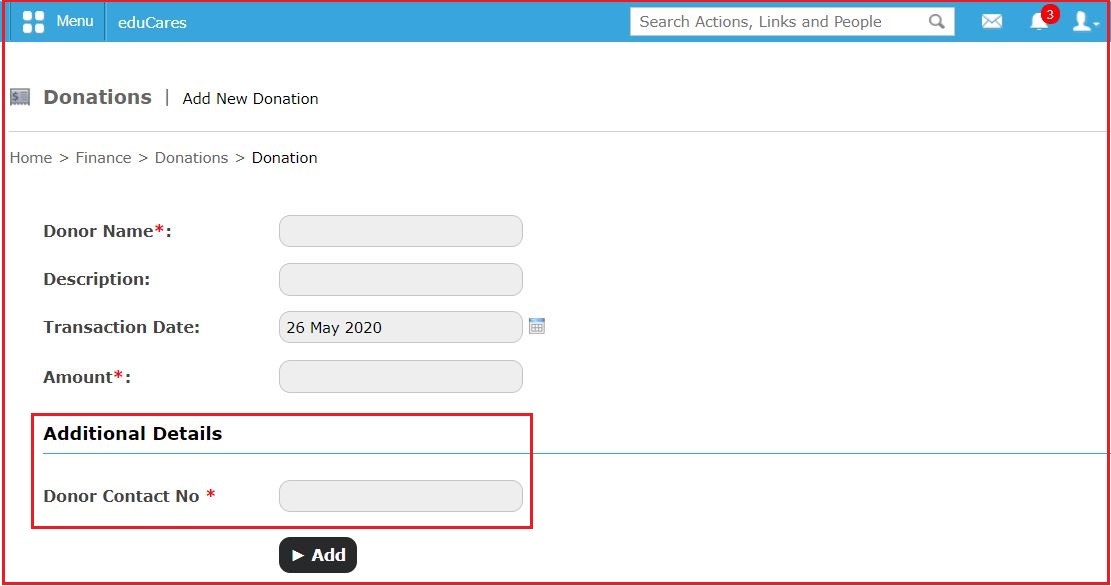 Menu educCares Search Actions, Links and People 3
Donations | Add New Donation
Home > Finance > Donations > Donation
Donor Name*:
Description:
Transaction Date: 26 May 2020
Amount*:
Additional Details
Donor Contact No *
Add